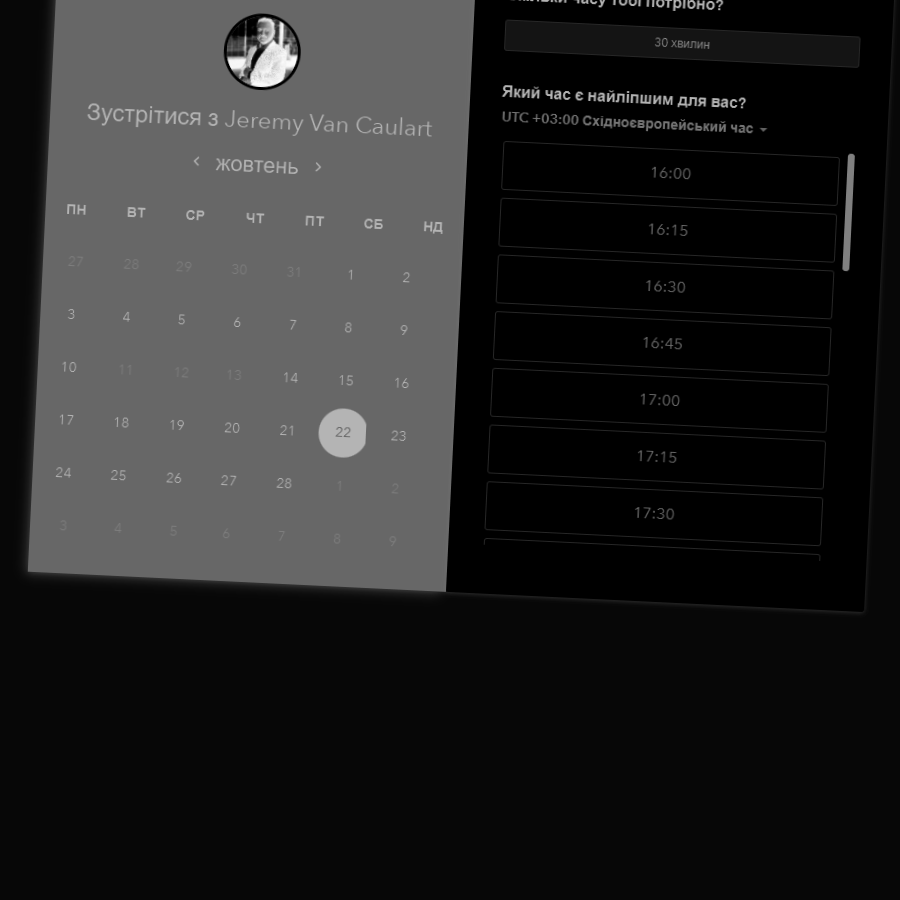 Зустрітися з Jeremy Van Caulart
‹ жовтень ›
ПН ВТ СР ЧТ ПТ СБ НД
27 28 29 30 31 1 2
3 4 5 6 7 8 9
10 11 12 13 14 15 16
17 18 19 20 21 22 23
24 25 26 27 28 1 2
3 4 5 6 7 8 9
часу тобі потрібно?
30 хвилин
Який час є найліпшим для вас?
UTC +03:00 Східноєвропейський час
16:00
16:15
16:30
16:45
17:00
17:15
17:30